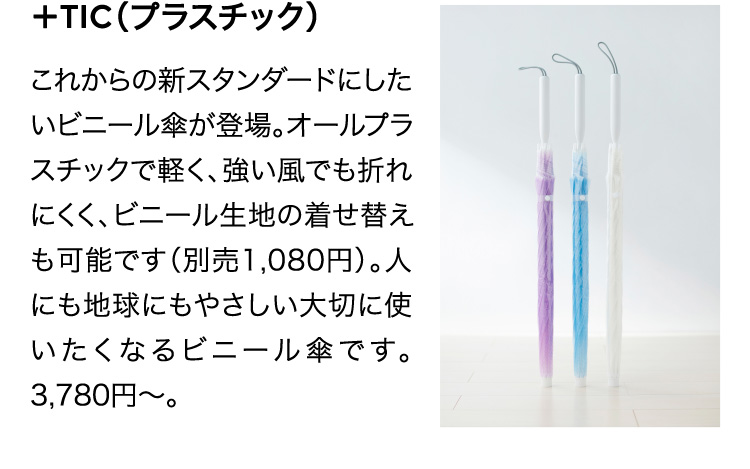 +TIC(プラスチック)
これからの新スタンダードにした
いビニール傘が登場。オールプラ
スチックで軽く、強い風でも折れ
にくく、ビニール生地の着せ替え
も可能です(別売1,080円)。人
にも地球にもやさしい大切に使
いたくなるビニール傘です。
3,780円〜。